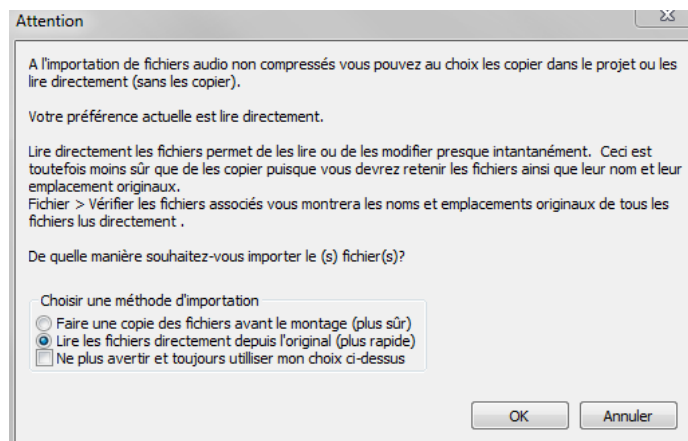 Attention
A l'importation de fichiers audio non compressés vous pouvez au choix les copier dans le projet ou les
lire directement (sans les copier).
Votre préférence actuelle est lire directement.
Lire directement les fichiers permet de les lire ou de les modifier presque intantanément. Ceci est
toutefois moins sûr que de les copier puisque vous devrez retenir les fichiers ainsi que leur nom et leur
emplacement originaux.
Fichier > Vérifier les fichiers associés vous montrera les noms et emplacements originaux de tous les
fichiers lus directement .
De quelle manière souhaitez-vous importer le (s) fichier(s)?
Choisir une méthode d'importation
Faire une copie des fichiers avant le montage (plus sûr)
Lire les fichiers directement depuis l'original (plus rapide)
Ne plus avertir et toujours utiliser mon choix ci-dessus
OK Annuler